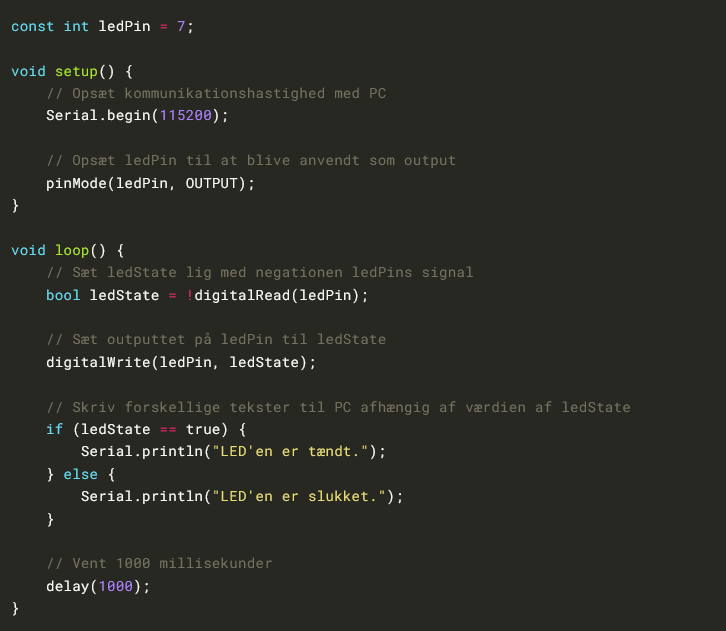 const int ledPin = 7;

void setup() {
    // Opsæt kommunikationshastighed med PC
    Serial.begin(115200);

    // Opsæt ledPin til at blive anvendt som output
    pinMode(ledPin, OUTPUT);
}

void loop() {
    // Sæt ledState lig med negationen ledPins signal
    bool ledState = !digitalRead(ledPin);

    // Sæt outputtet på ledPin til ledState
    digitalWrite(ledPin, ledState);

    // Skriv forskellige tekster til PC afhængig af værdien af ledState
    if (ledState == true) {
        Serial.println("LED'en er tændt.");
    } else {
        Serial.println("LED'en er slukket.");
    }

    // Vent 1000 millisekunder
    delay(1000);
}